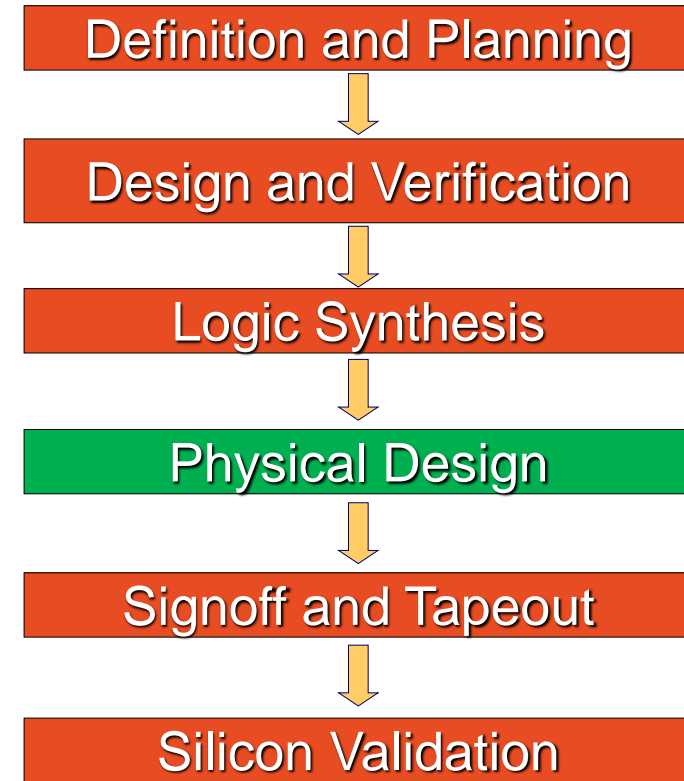 Definition and Planning
Design and Verification
Logic Synthesis
Physical Design
Signoff and Tapeout
Silicon Validation